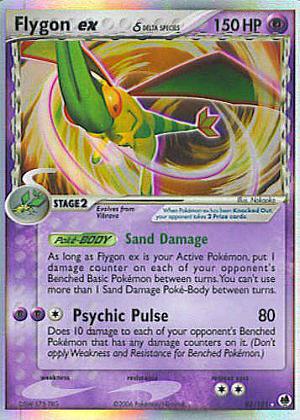 Flygon ex δ DELTA SPECIES 150 HP
Illus. Nakaoka
STAGE 2
Evolves from
Vibrava
When Pokémon-ex has been Knocked Out,
your opponent takes 2 Prize cards.
Poké-BODY Sand Damage
As long as Flygon ex is your Active Pokémon, put 1
damage counter on each of your opponent's
Benched Basic Pokémon between turns. You can't use
more than 1 Sand Damage Poké-Body between turns.
Psychic Pulse 80
Does 10 damage to each of your opponent's Benched
Pokémon that has any damage counters on it. (Don't
apply Weakness and Resistance for Benched Pokémon.)
weakness resistance retreat cost
©2006 Pokémon